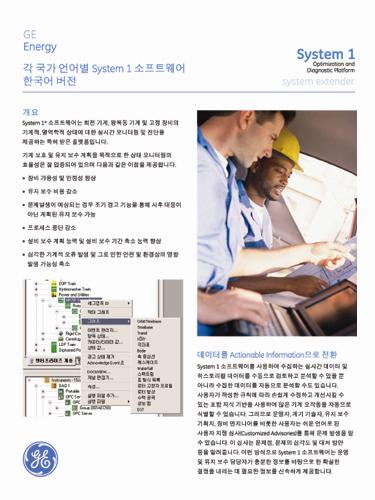 GE
Energy
각 국가 언어별 System 1 소프트웨어
한국어 버전
System 1
Optimization and
Diagnostic Platform
system extender
개요
System 1* 소프트웨어는 회전 기계, 왕복동 기계 및 고정 장비의
기계적, 열역학적 상태에 대한 실시간 모니터링 및 진단을
제공하는 특허 받은 플랫폼입니다.
기계 보호 및 유지 보수 계획을 목적으로 한 상태 모니터링의
효율성은 잘 입증되어 있으며 다음과 같은 이점을 제공합니다.
• 장비 가용성 및 안정성 향상
• 유지 보수 비용 감소
• 문제발생이 예상되는 경우 조기 경고 기능을 통해 사후 대응이
아닌 계획된 유지 보수 가능
• 프로세스 중단 감소
• 설비 보수 계획 능력 및 설비 보수 기간 축소 능력 향상
• 심각한 기계적 오류 발생 및 그로 인한 안전 및 환경상의 영향
발생 가능성 축소
데이터를 Actionable Information으로 전환
System 1 소프트웨어를 사용하여 수집하는 실시간 데이터 및
히스토리컬 데이터를 수동으로 검토하고 분석할 수 있을 뿐
아니라 수집한 데이터를 자동으로 분석할 수도 있습니다.
사용자가 작성한 규칙에 따라 손쉽게 수정하고 개선시킬 수
있는 포함 지식 기반을 사용하여 많은 기계 오작동을 자동으로
식별할 수 있습니다. 그러므로 운영자, 계기 기술자, 유지 보수
기획자, 장비 엔지니어를 비롯한 사용자는 쉬운 언어로 된
사용자 지정 권고사항(Customized Advisories)를 통해 문제 방생을 알
수 있습니다. 이 권고사항은 문제점, 문제의 심각도 및 대처 방안
등을 알려줍니다. 이런 방식으로 System 1 소프트웨어는 운영
및 유지 보수 담당자가 충분한 정보를 바탕으로 한 확실한
결정을 내리는 데 필요한 정보를 신속하게 제공합니다.